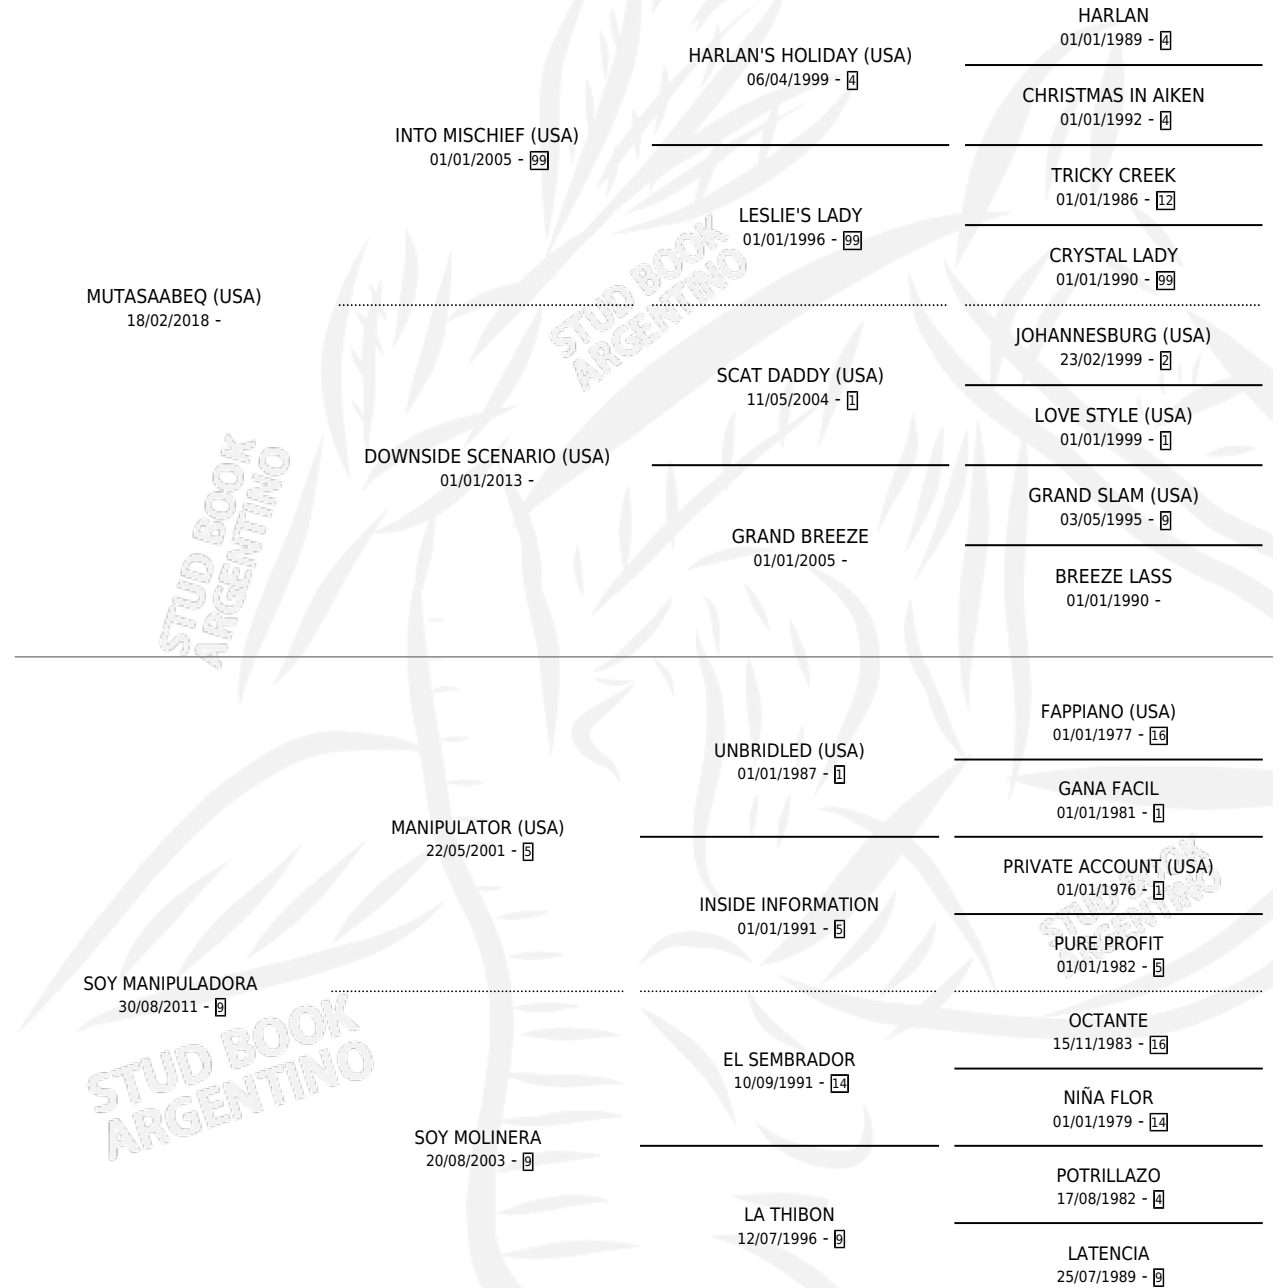 HARLAN
01/01/1989 - 4
HARLAN'S HOLIDAY (USA)
06/04/1999 - 4
CHRISTMAS IN AIKEN
01/01/1992 - 4
INTO MISCHIEF (USA)
01/01/2005 - 99
TRICKY CREEK
01/01/1986 - 12
LESLIE'S LADY
01/01/1996 - 99
CRYSTAL LADY
01/01/1990 - 99
MUTASAABEQ (USA)
18/02/2018 -
JOHANNESBURG (USA)
23/02/1999 - 2
SCAT DADDY (USA)
11/05/2004 - 1
LOVE STYLE (USA)
01/01/1999 - 1
DOWNSIDE SCENARIO (USA)
01/01/2013 -
GRAND SLAM (USA)
03/05/1995 - 9
GRAND BREEZE
01/01/2005 -
BREEZE LASS
01/01/1990 -
FAPPIANO (USA)
01/01/1977 - 16
UNBRIDLED (USA)
01/01/1987 - 1
GANA FACIL
01/01/1981 - 1
MANIPULATOR (USA)
22/05/2001 - 5
PRIVATE ACCOUNT (USA)
01/01/1976 - 1
INSIDE INFORMATION
01/01/1991 - 5
PURE PROFIT
01/01/1982 - 5
SOY MANIPULADORA
30/08/2011 - 9
OCTANTE
15/11/1983 - 16
EL SEMBRADOR
10/09/1991 - 14
NIÑA FLOR
01/01/1979 - 14
SOY MOLINERA
20/08/2003 - 9
POTRILLAZO
17/08/1982 - 4
LA THIBON
12/07/1996 - 9
LATENCIA
25/07/1989 - 9
STUD BOOK
ARGENTINO
STUD BOOK
ARGENTINO
STUD BOOK
ARGENTINO
STUD BOOK
ARGENTINO